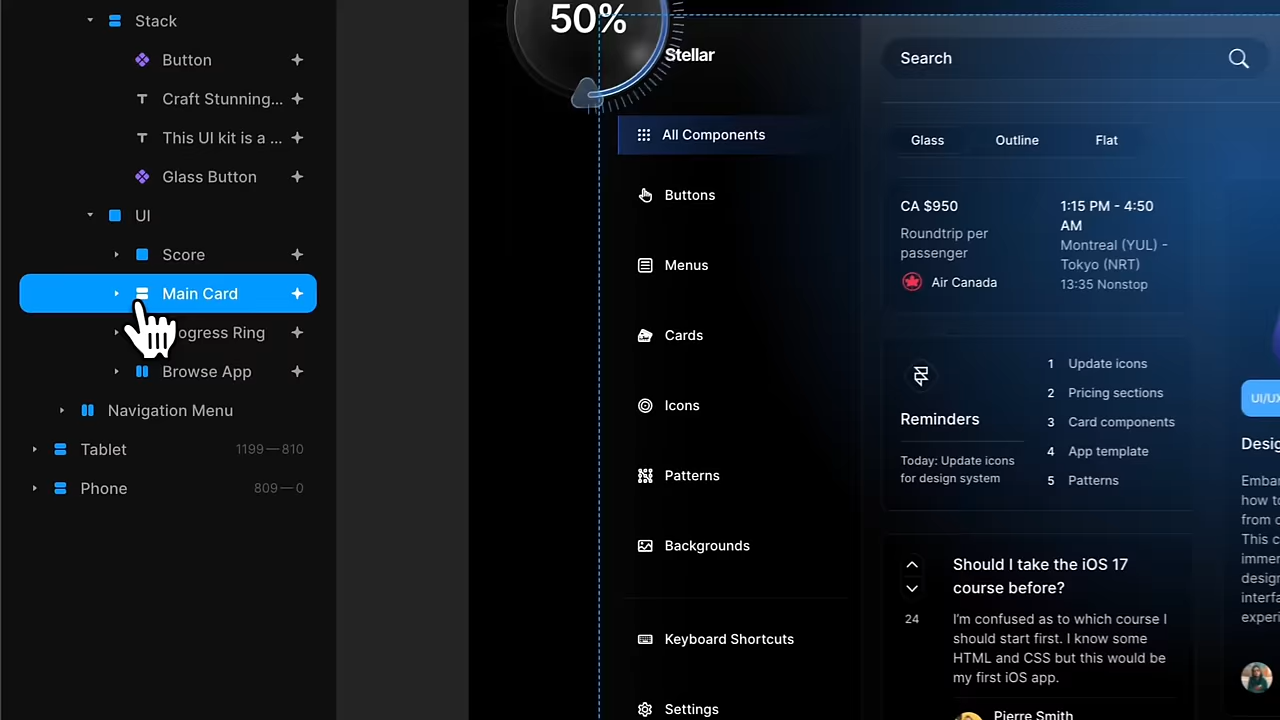 Stack
Button
Craft Stunning...
This UI kit is a ...
Glass Button
UI
Score
Main Card
ogress Ring
Browse App
Navigation Menu
Tablet 1199—810
Phone 809—0
50%
Stellar
All Components
Buttons
Menus
Cards
Icons
Patterns
Backgrounds
Keyboard Shortcuts
Settings
Search
Glass Outline Flat
CA $950
Roundtrip per
passenger
Air Canada
1:15 PM - 4:50
AM
Montreal (YUL) -
Tokyo (NRT)
13:35 Nonstop
Reminders
Today: Update icons
for design system
1 Update icons
2 Pricing sections
3 Card components
4 App template
5 Patterns
Should I take the iOS 17
course before?
24
I'm confused as to which course I
should start first. I know some
HTML and CSS but this would be
my first iOS app.
Pierre Smith
UI/UX
Desig
Embar
how to
from c
This c
immer
design
interfa
experi